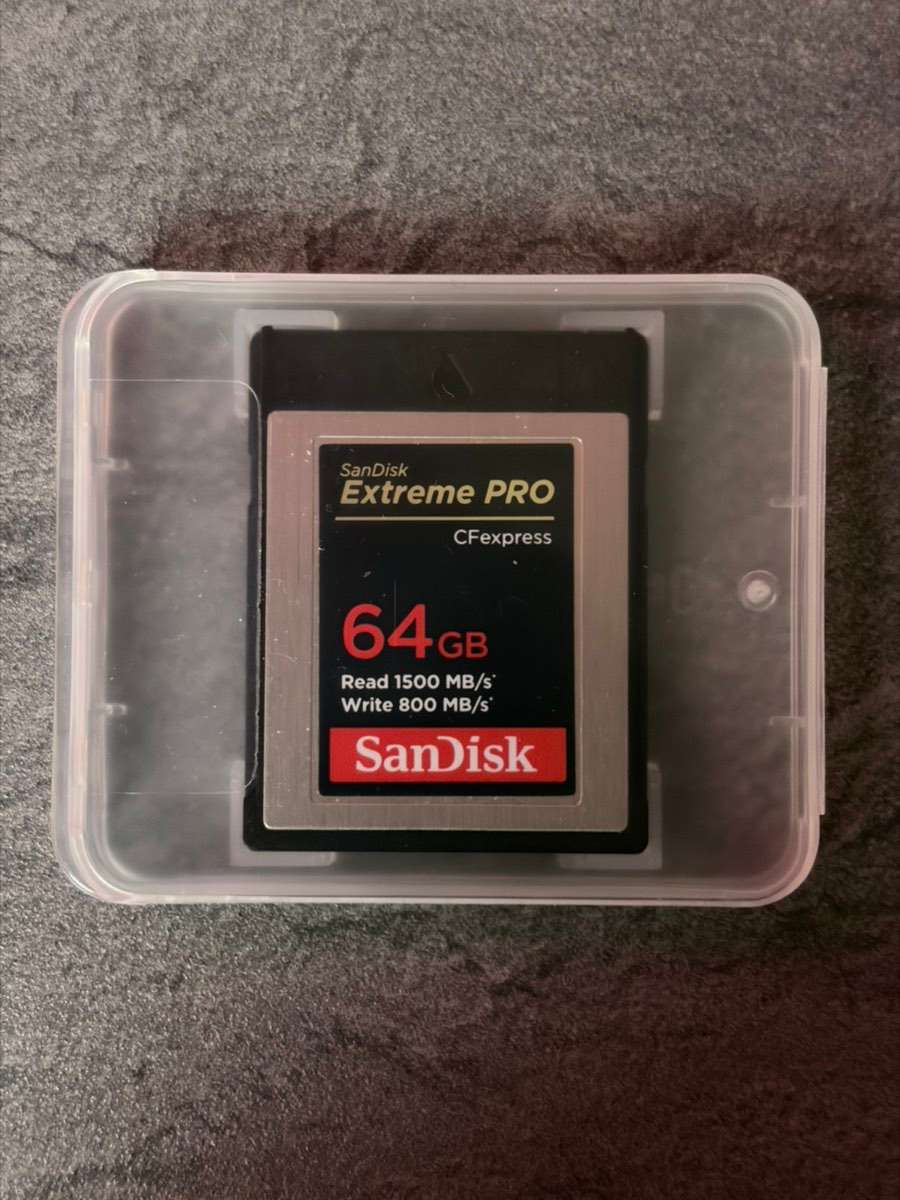 SanDisk
Extreme PRO
CFexpress
64GB
Read 1500 MB/s*
Write 800 MB/s*
SanDisk